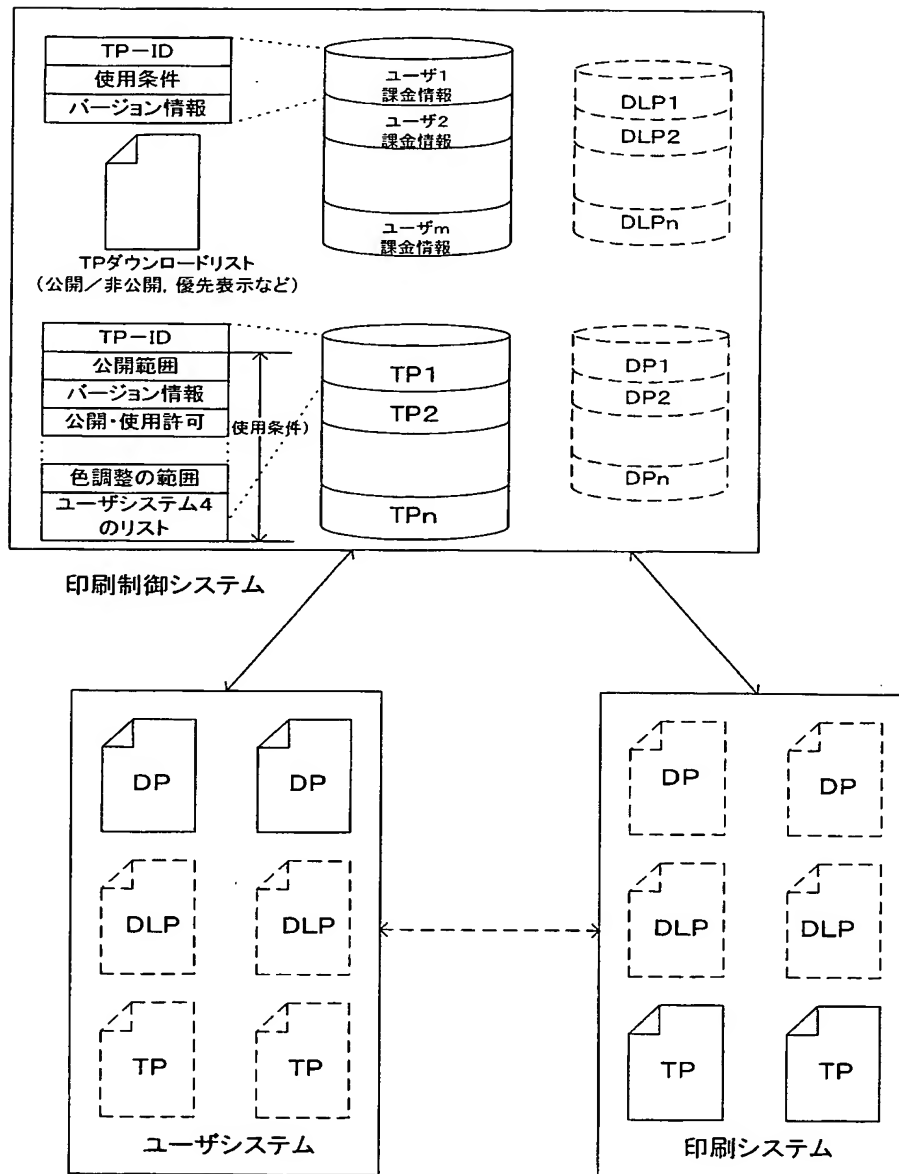 TP－ID
使用条件
バージョン情報
TPダウンロードリスト
（公開／非公開，優先表示など）
ユーザ1
課金情報
ユーザ2
課金情報
ユーザm
課金情報
DLP1
DLP2
DLPn
TP－ID
公開範囲
バージョン情報
公開・使用許可
色調整の範囲
ユーザシステム4
のリスト
使用条件)
TP1
TP2
TPn
DP1
DP2
DPn
印刷制御システム
DP
DP
DLP
DLP
TP
TP
ユーザシステム
DP
DP
DLP
DLP
TP
TP
印刷システム